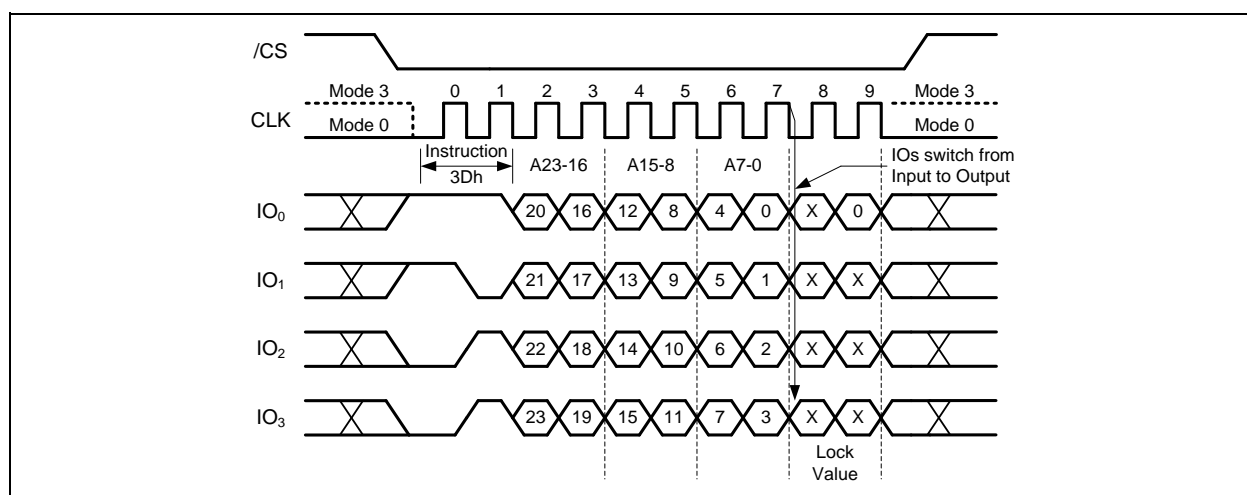 /CS
Mode 3 0 1 2 3 4 5 6 7 8 9 Mode 3
CLK Mode 0 Mode 0
Instruction A23-16 A15-8 A7-0 IOs switch from
3Dh Input to Output
IO0 20 16 12 8 4 0 X 0
IO1 21 17 13 9 5 1 X X
IO2 22 18 14 10 6 2 X X
IO3 23 19 15 11 7 3 X X
Lock
Value